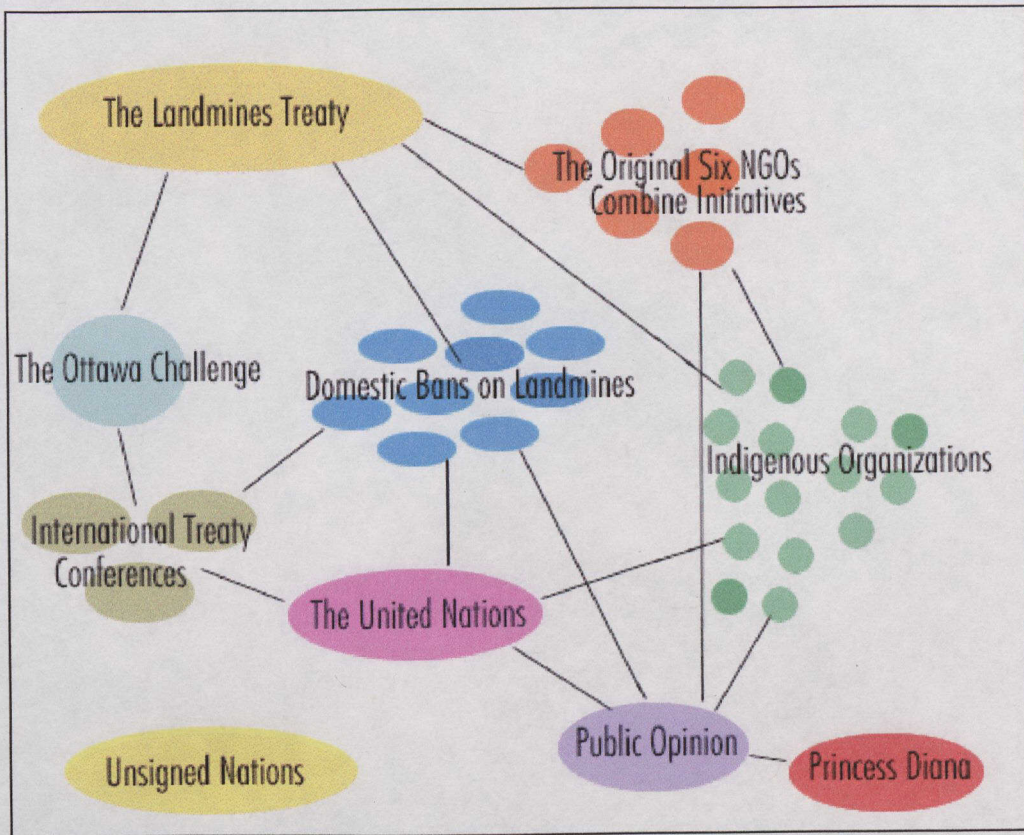 The Landmines Treaty
The Original Six NGOs
Combine Initiatives
The Ottawa Challenge
Domestic Bans on Landmines
Indigenous Organizations
International Treaty
Conferences
The United Nations
Public Opinion
Unsigned Nations
Princess Diana